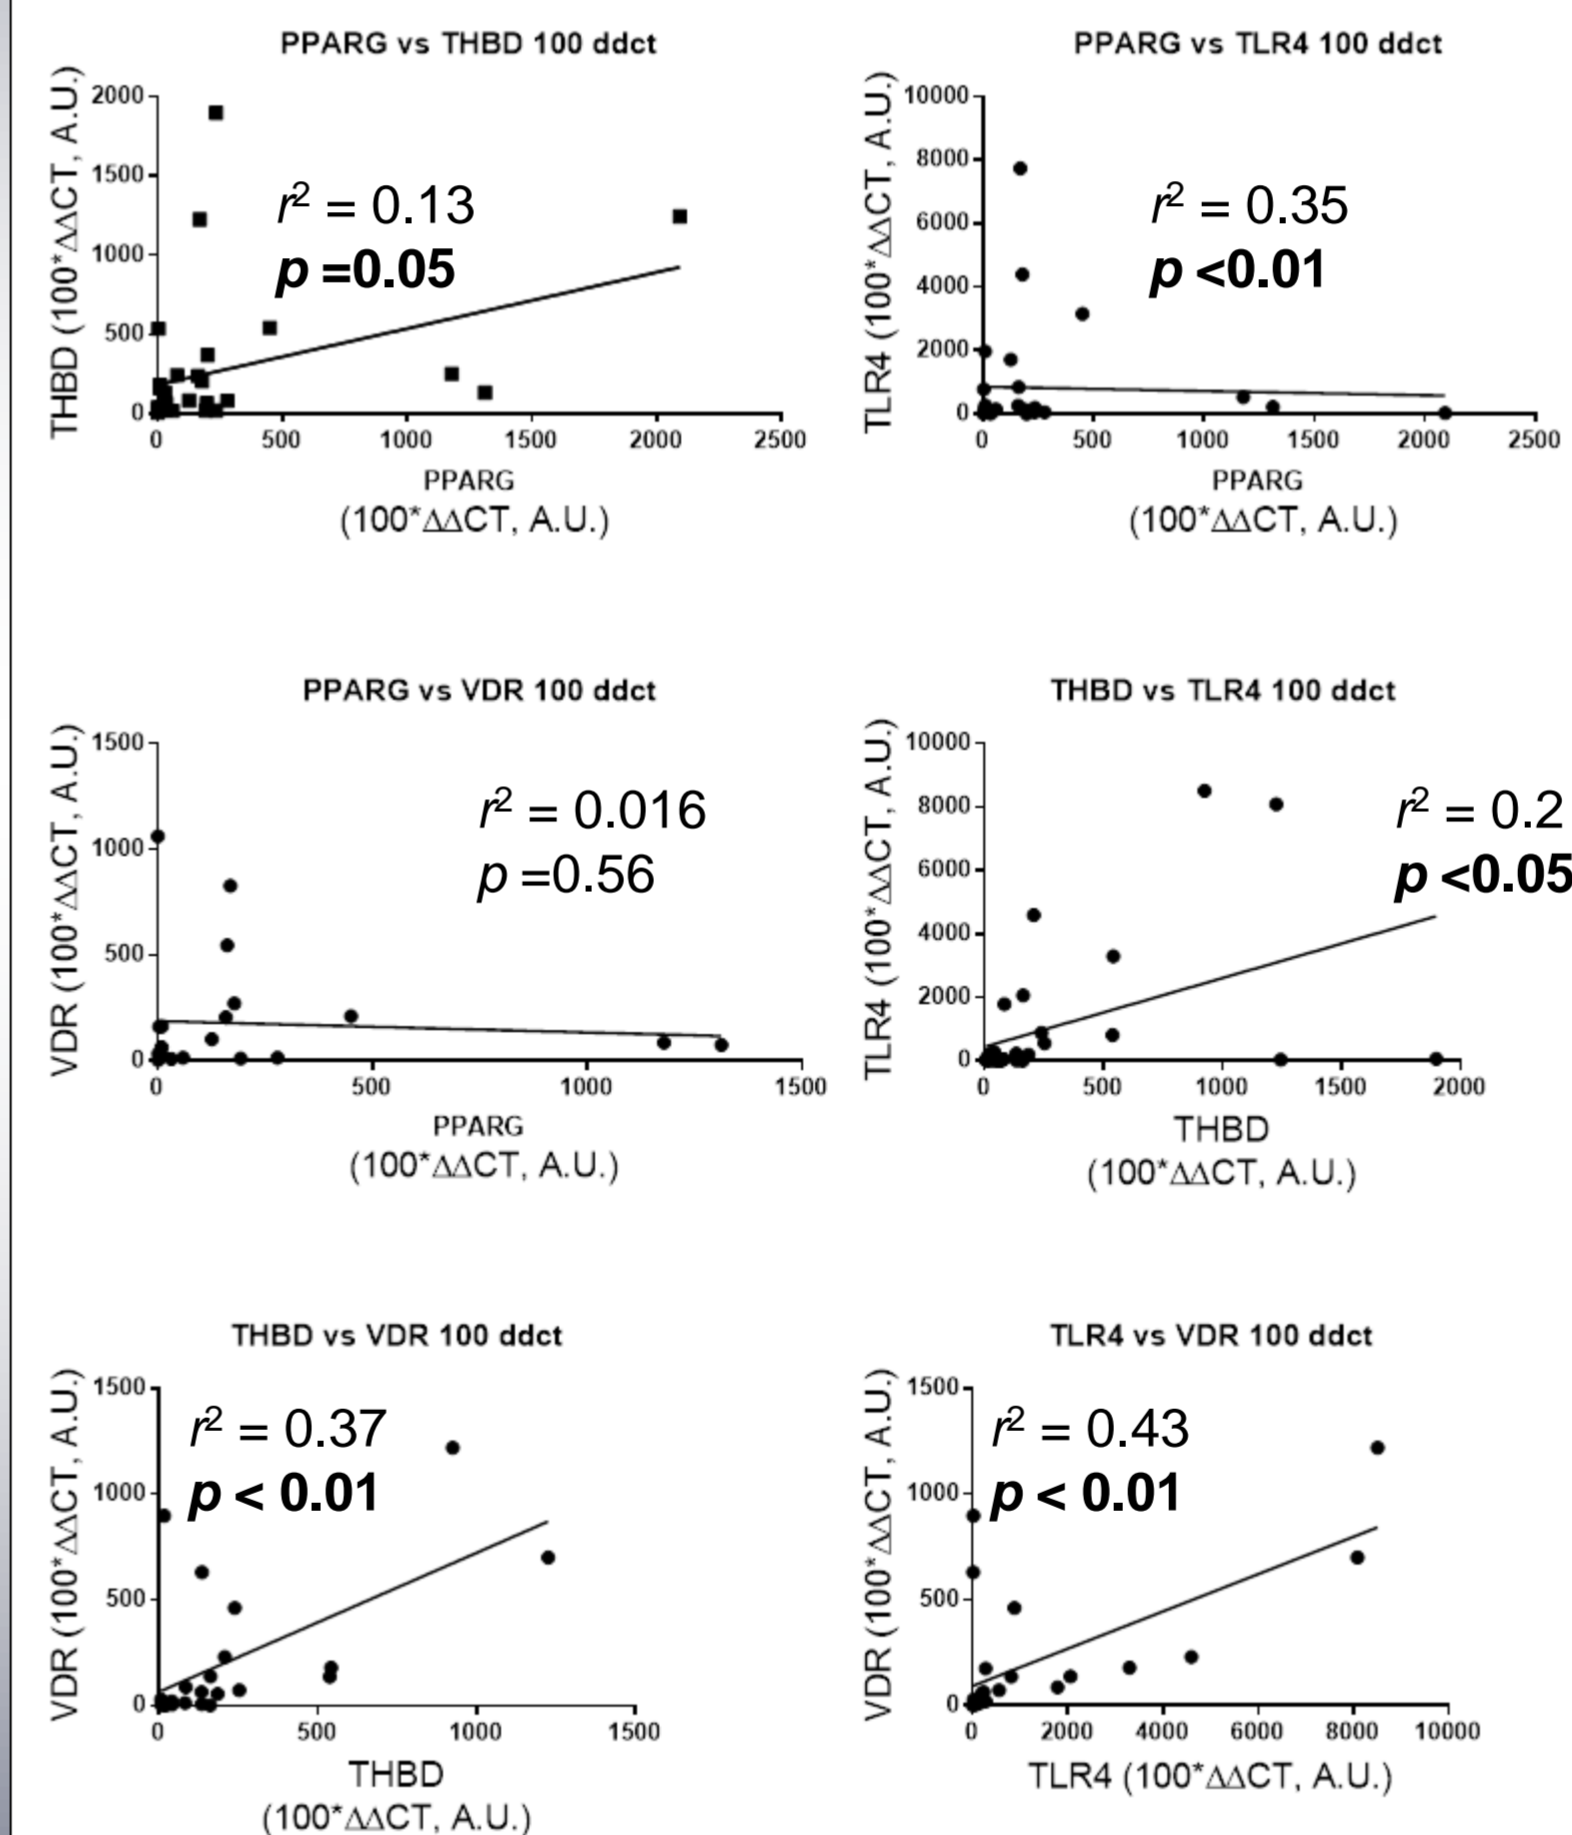 PPARG vs THBD 100 ddct
THBD (100*ΔΔCT, A.U.)
2000
1500
1000
500
0
r² = 0.13
p =0.05
0 500 1000 1500 2000 2500
PPARG
(100*ΔΔCT, A.U.)
PPARG vs TLR4 100 ddct
TLR4 (100*ΔΔCT, A.U.)
10000
8000
6000
4000
2000
0
r² = 0.35
p <0.01
0 500 1000 1500 2000 2500
PPARG
(100*ΔΔCT, A.U.)
PPARG vs VDR 100 ddct
VDR (100*ΔΔCT, A.U.)
1500
1000
500
0
r² = 0.016
p =0.56
0 500 1000 1500
PPARG
(100*ΔΔCT, A.U.)
THBD vs TLR4 100 ddct
TLR4 (100*ΔΔCT, A.U.)
10000
8000
6000
4000
2000
0
r² = 0.2
p <0.05
0 500 1000 1500 2000
THBD
(100*ΔΔCT, A.U.)
THBD vs VDR 100 ddct
VDR (100*ΔΔCT, A.U.)
1500
1000
500
0
r² = 0.37
p < 0.01
0 500 1000 1500
THBD
(100*ΔΔCT, A.U.)
TLR4 vs VDR 100 ddct
VDR (100*ΔΔCT, A.U.)
1500
1000
500
0
r² = 0.43
p < 0.01
0 2000 4000 6000 8000 10000
TLR4 (100*ΔΔCT, A.U.)